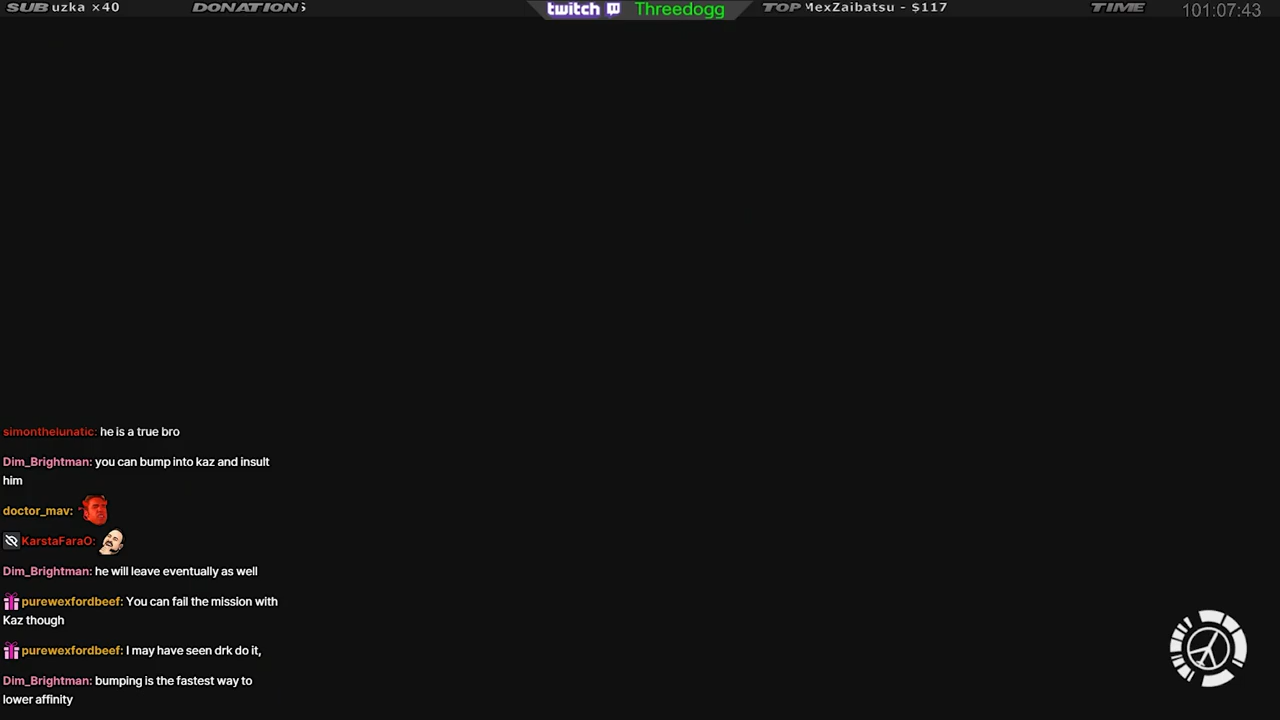 SUB uzka ×40 DONATION twitch Threedogg TOP MexZaibatsu - $117 TIME 101:07:43
simonthelunatic: he is a true bro
Dim_Brightman: you can bump into kaz and insult
him
doctor_mav:
KarstaFaraO:
Dim_Brightman: he will leave eventually as well
purewexfordbeef: You can fail the mission with
Kaz though
purewexfordbeef: I may have seen drk do it,
Dim_Brightman: bumping is the fastest way to
lower affinity